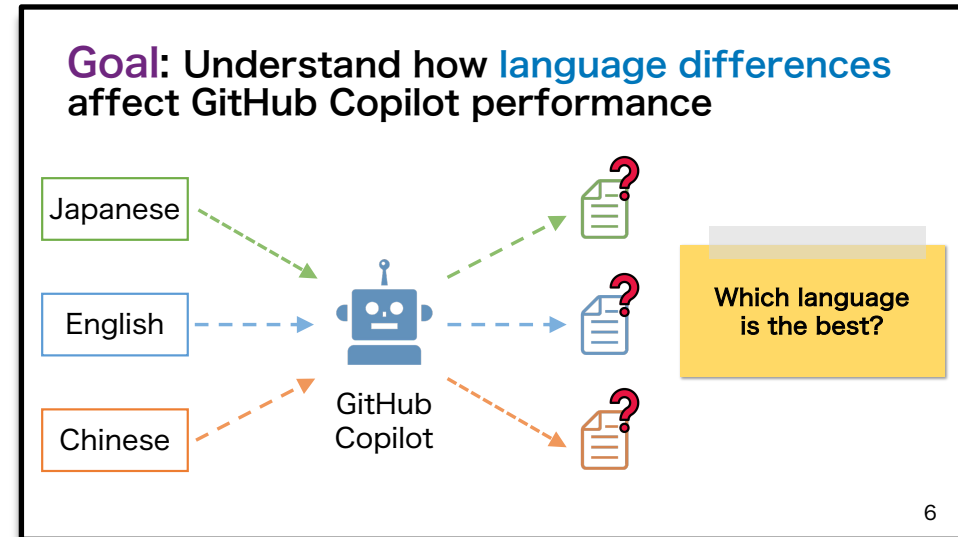 Goal: Understand how language differences
affect GitHub Copilot performance
Japanese
English
Chinese
GitHub
Copilot
?
?
?
Which language
is the best?
6